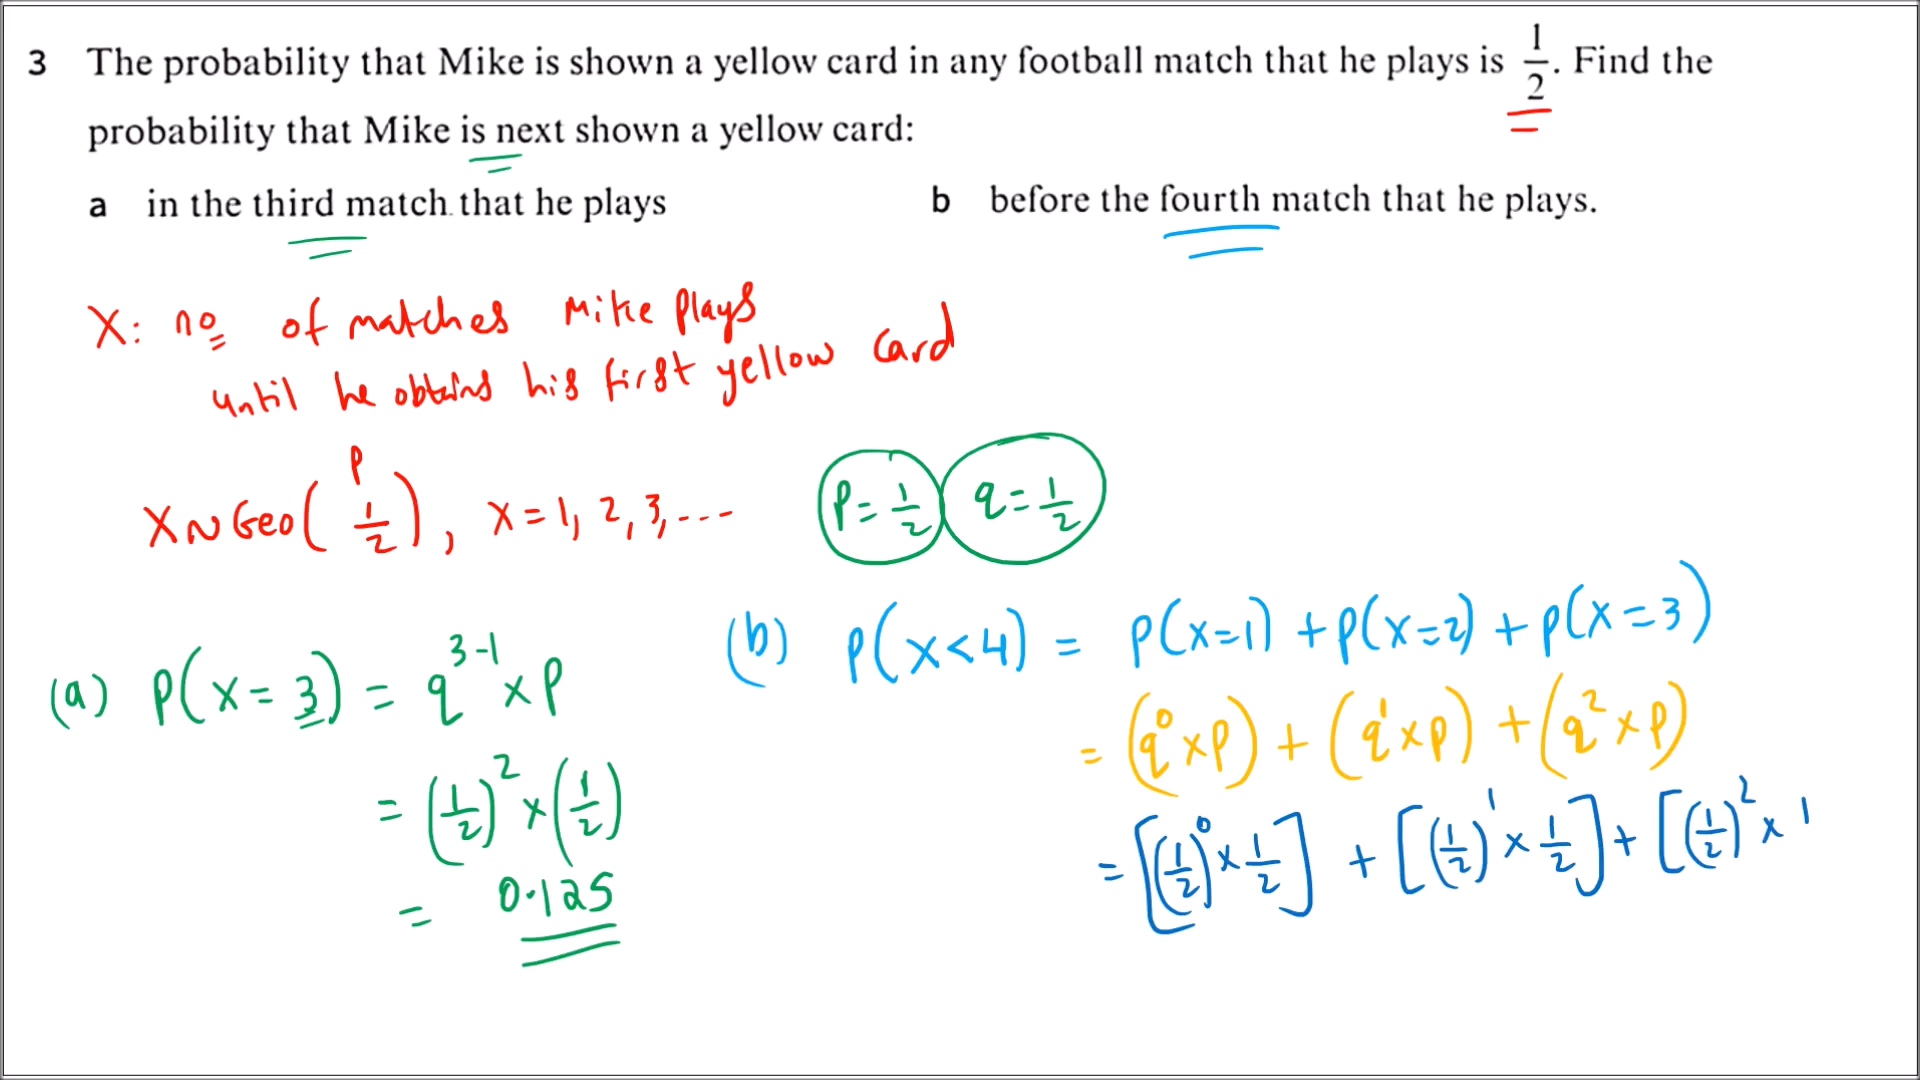 3 The probability that Mike is shown a yellow card in any football match that he plays is 1/2. Find the
probability that Mike is next shown a yellow card:
a in the third match that he plays
b before the fourth match that he plays.
X: no of matches Mike plays
until he obtains his first yellow card
P
X~Geo(1/2), x=1, 2, 3, ...
P=1/2 q=1/2
(a) P(x=3) = q^(3-1) × P
= (1/2)^2 × (1/2)
= 0.125
(b) P(x<4) = P(x=1) + P(x=2) + P(x=3)
= (q^0 × P) + (q^1 × P) + (q^2 × P)
= [(1/2)^0 × 1/2] + [(1/2)^1 × 1/2] + [(1/2)^2 × 1